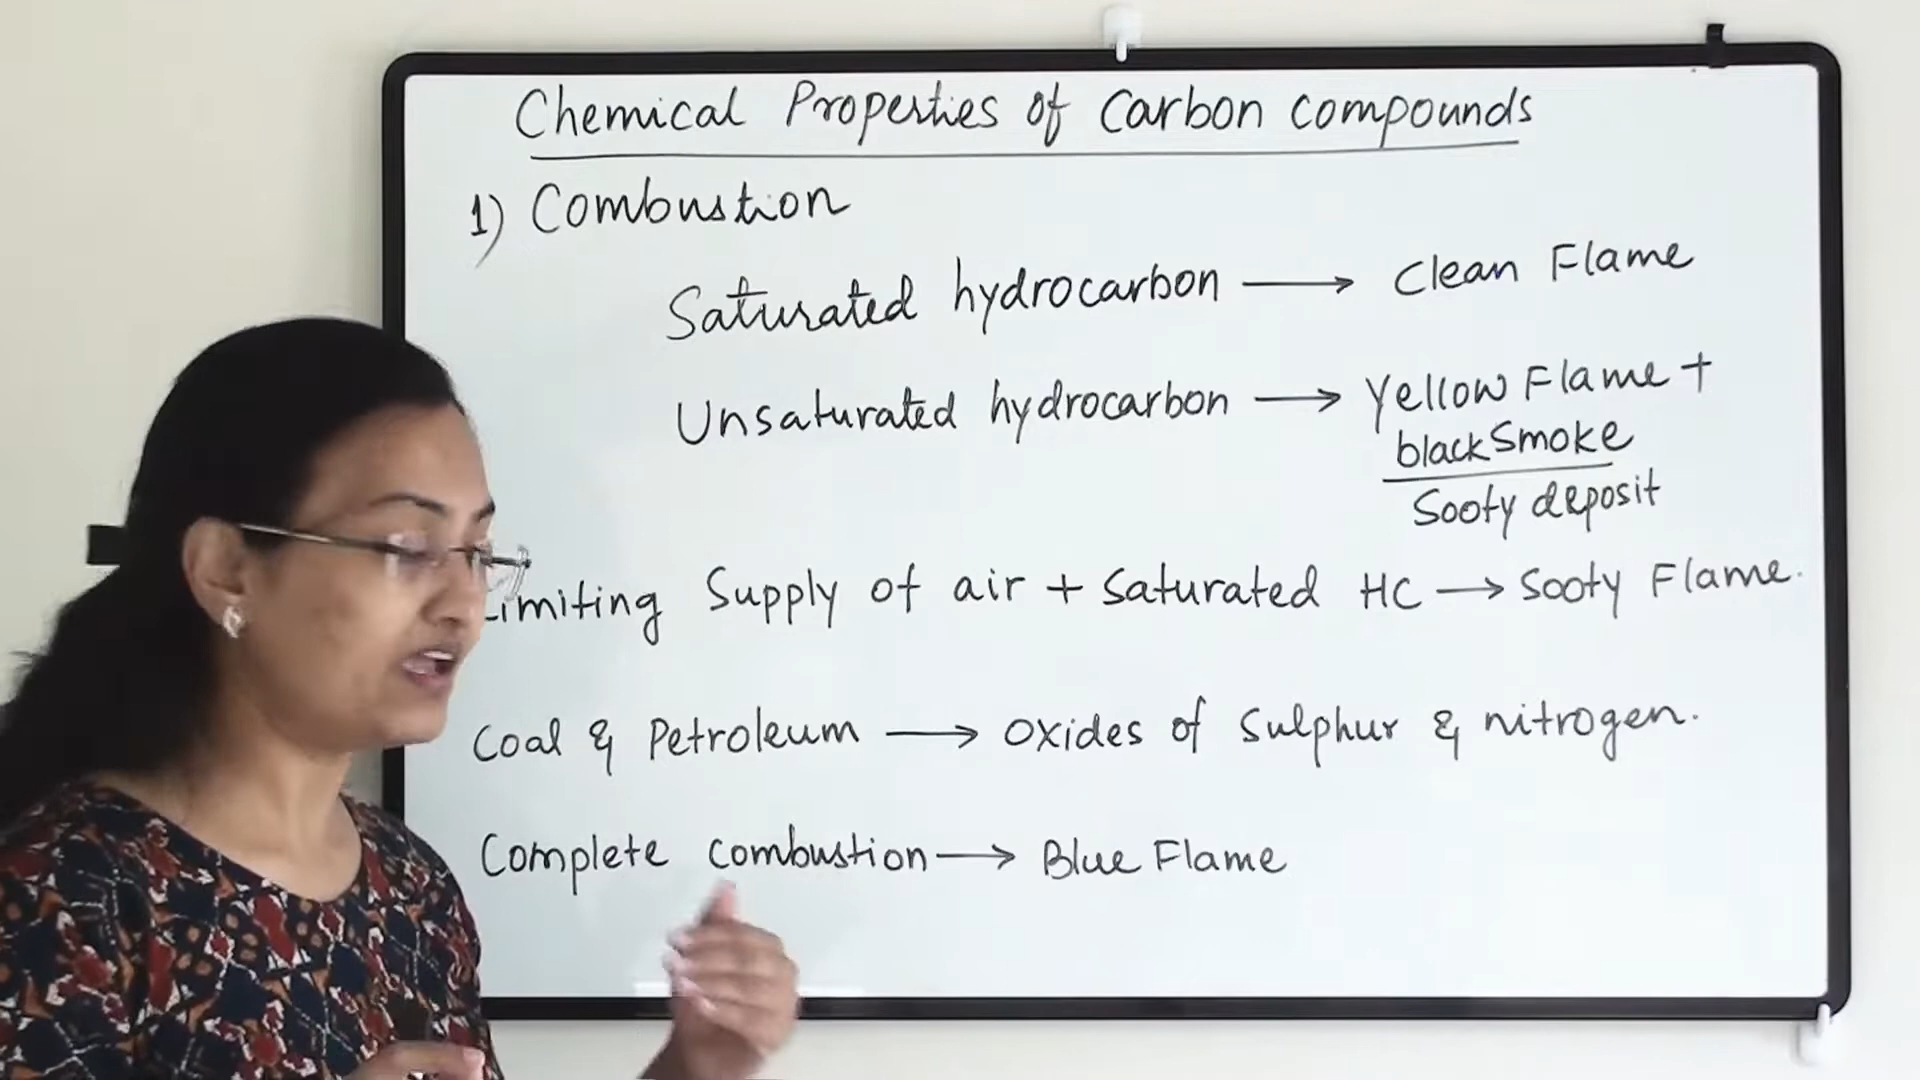 Chemical Properties of Carbon compounds
1) Combustion
Saturated hydrocarbon → Clean Flame
Unsaturated hydrocarbon → Yellow Flame +
black smoke
Sooty deposit
Limiting Supply of air + Saturated HC → Sooty Flame.
Coal & Petroleum → Oxides of Sulphur & nitrogen.
Complete combustion → Blue Flame